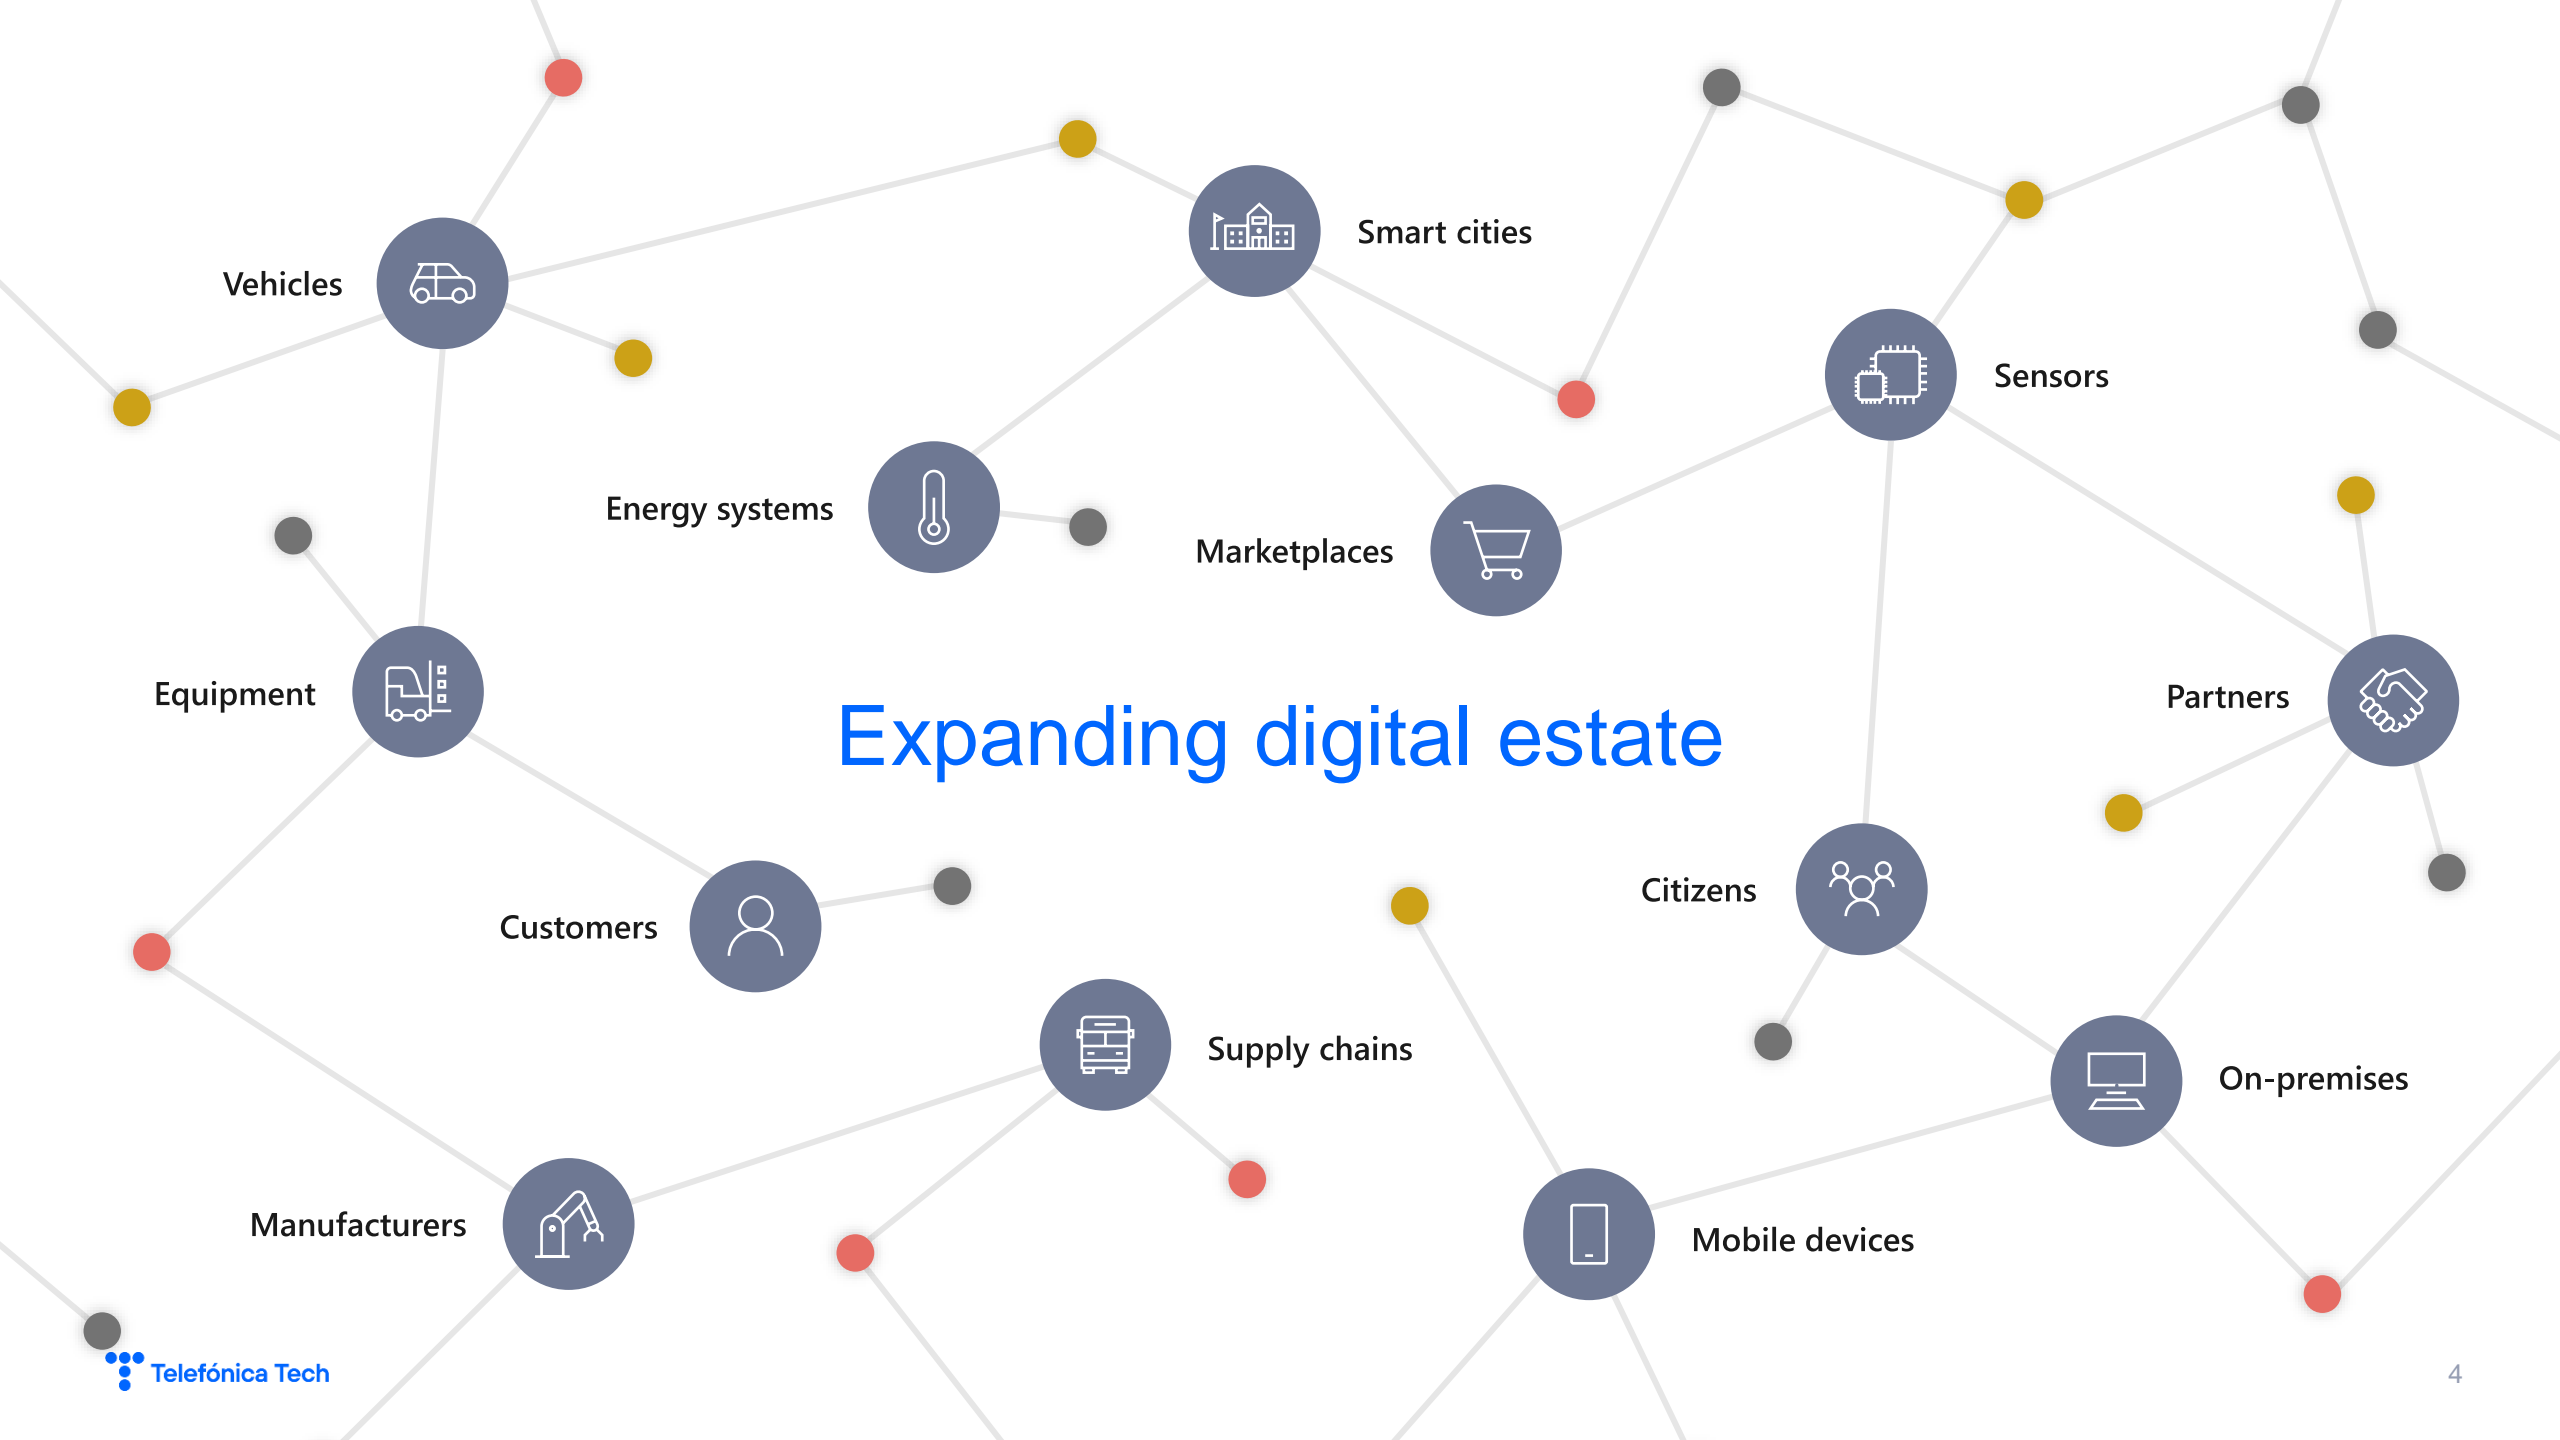 Smart cities
Vehicles
Sensors
Energy systems
Marketplaces
Equipment
Partners
Expanding digital estate
Citizens
Customers
Supply chains
On-premises
Manufacturers
Mobile devices
Telefónica Tech
4